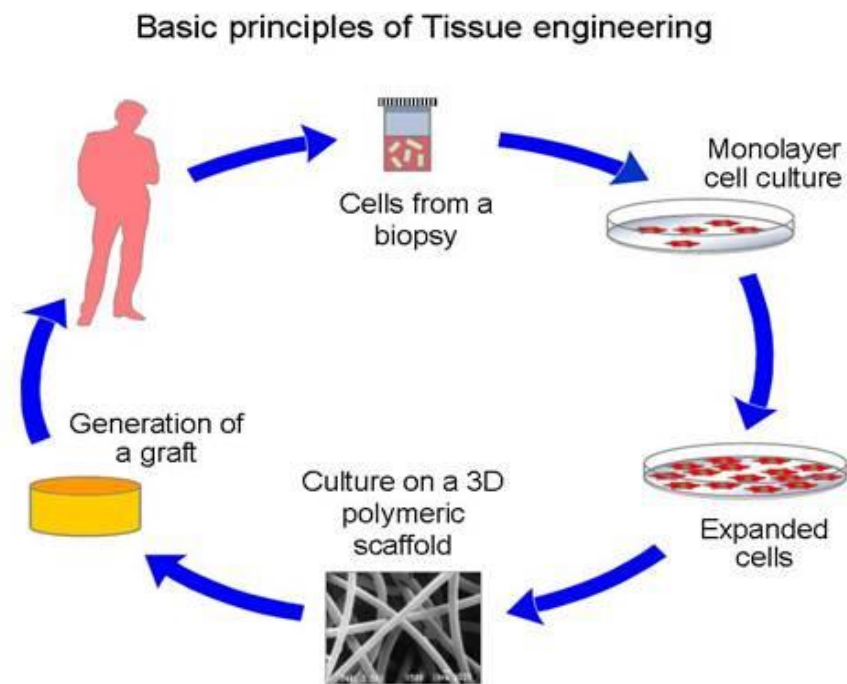 Basic principles of Tissue engineering
Cells from a
biopsy
Monolayer
cell culture
Expanded
cells
Culture on a 3D
polymeric
scaffold
Generation of
a graft